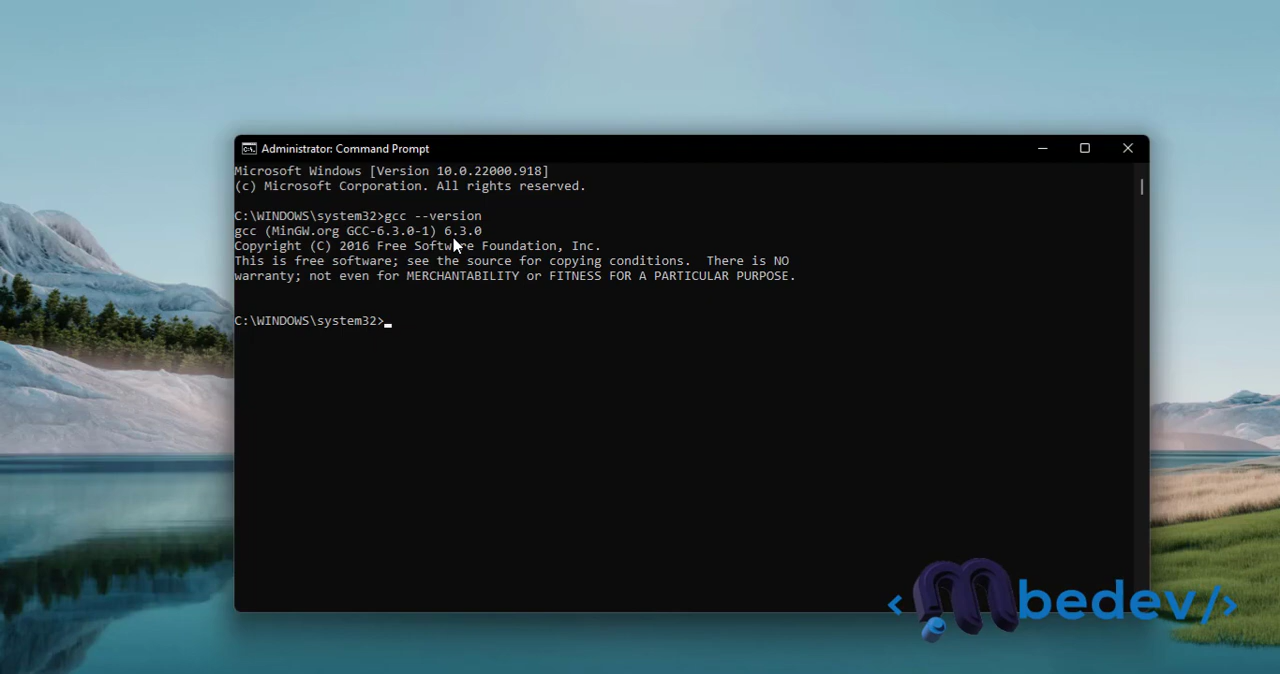 Administrator: Command Prompt
Microsoft Windows [Version 10.0.22000.918]
(c) Microsoft Corporation. All rights reserved.
C:\WINDOWS\system32>gcc --version
gcc (MinGW.org GCC-6.3.0-1) 6.3.0
Copyright (C) 2016 Free Software Foundation, Inc.
This is free software; see the source for copying conditions.  There is NO
warranty; not even for MERCHANTABILITY or FITNESS FOR A PARTICULAR PURPOSE.
C:\WINDOWS\system32>
<Mbedev/>